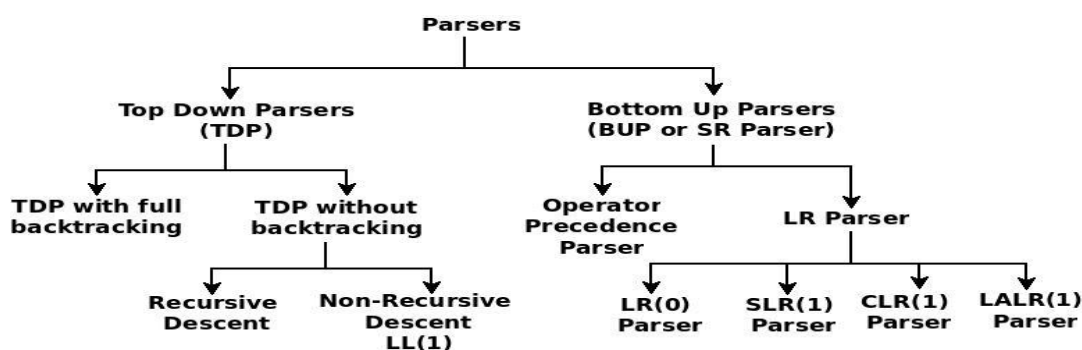 Parsers
Top Down Parsers
(TDP)
Bottom Up Parsers
(BUP or SR Parser)
TDP with full
backtracking
TDP without
backtracking
Operator
Precedence
Parser
LR Parser
Recursive
Descent
Non-Recursive
Descent
LL(1)
LR(0)
Parser
SLR(1)
Parser
CLR(1)
Parser
LALR(1)
Parser